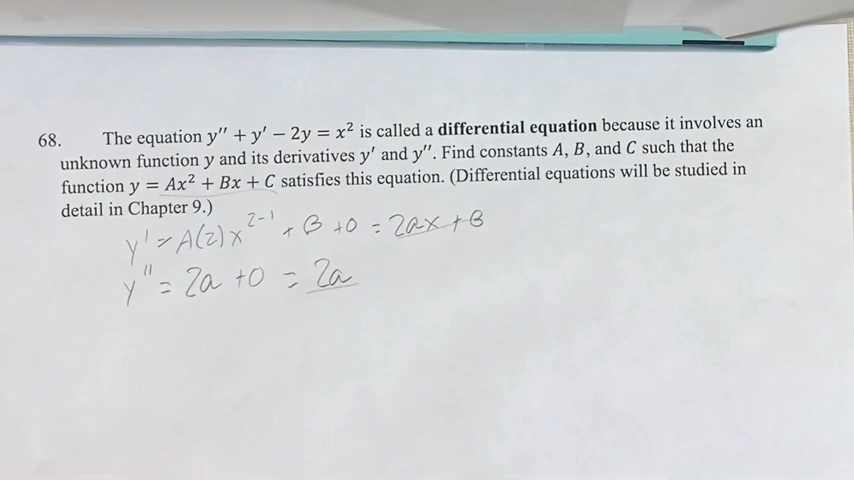 68. The equation y″ + y′ − 2y = x² is called a differential equation because it involves an
unknown function y and its derivatives y′ and y″. Find constants A, B, and C such that the
function y = Ax² + Bx + C satisfies this equation. (Differential equations will be studied in
detail in Chapter 9.)
y' = A(2)x²⁻¹ + B + 0 = 2ax + B
y" = 2a + 0 = 2a